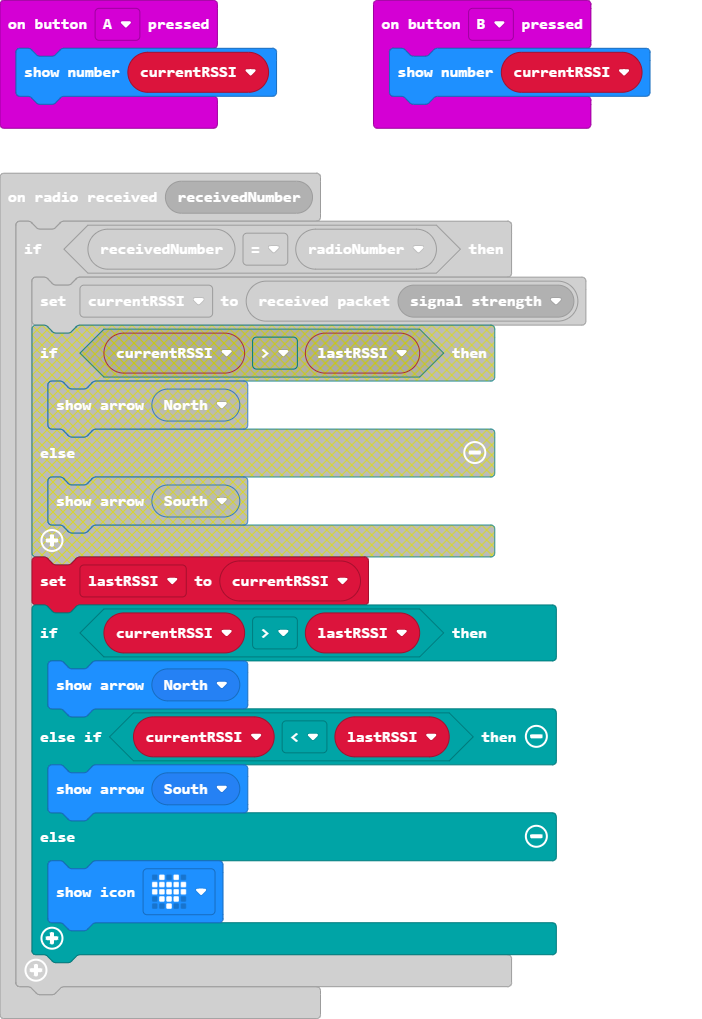 on button A pressed
show number currentRSSI
on button B pressed
show number currentRSSI
on radio received receivedNumber
if receivedNumber = radioNumber then
set currentRSSI to received packet signal strength
if currentRSSI > lastRSSI then
show arrow North
else
show arrow South
set lastRSSI to currentRSSI
if currentRSSI > lastRSSI then
show arrow North
else if currentRSSI < lastRSSI then
show arrow South
else
show icon